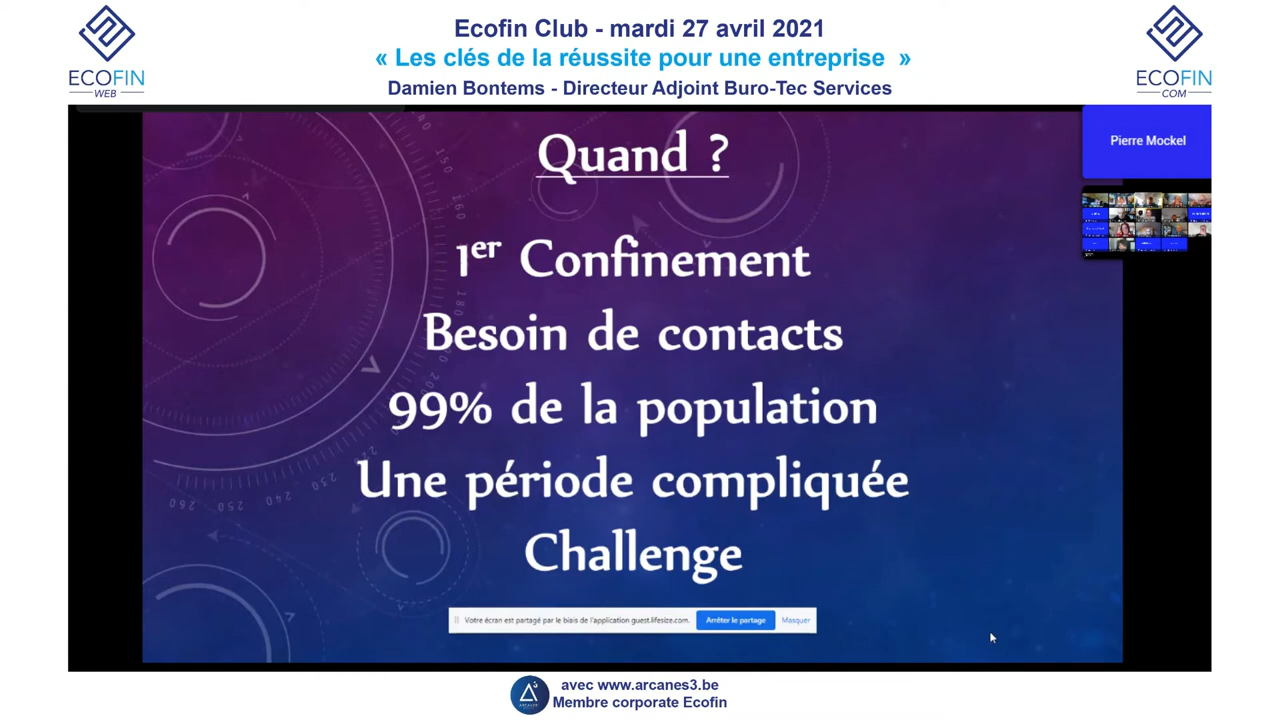 Ecofin Club - mardi 27 avril 2021
« Les clés de la réussite pour une entreprise »
Damien Bontems - Directeur Adjoint Buro-Tec Services
ECOFIN
WEB
ECOFIN
COM
Pierre Mockel
Quand ?
1er Confinement
Besoin de contacts
99% de la population
Une période compliquée
Challenge
Votre écran est partagé par le biais de l'application guest.lifesize.com.
Arrêter le partage
Masquer
avec www.arcanes3.be
Membre corporate Ecofin